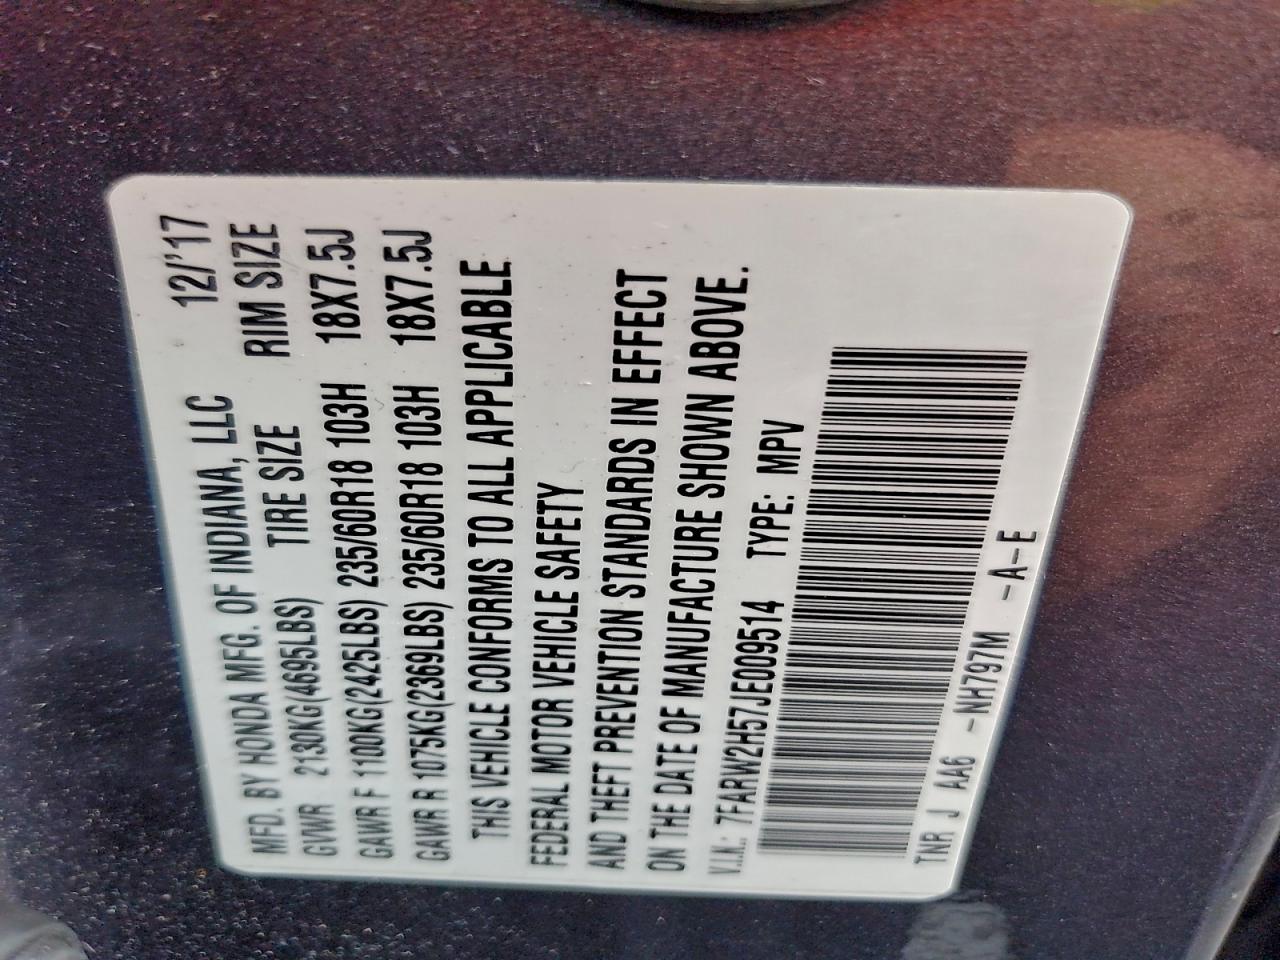 MFD. BY HONDA MFG. OF INDIANA, LLC 12/'17
GVWR 2130KG(4695LBS) TIRE SIZE RIM SIZE
GAWR F 1100KG(2425LBS) 235/60R18 103H 18X7.5J
GAWR R 1075KG(2369LBS) 235/60R18 103H 18X7.5J
THIS VEHICLE CONFORMS TO ALL APPLICABLE
FEDERAL MOTOR VEHICLE SAFETY
AND THEFT PREVENTION STANDARDS IN EFFECT
ON THE DATE OF MANUFACTURE SHOWN ABOVE.
V.I.N.: 7FARW2H57JE009514 TYPE: MPV
TNR J AA6 -NH797M -A-E